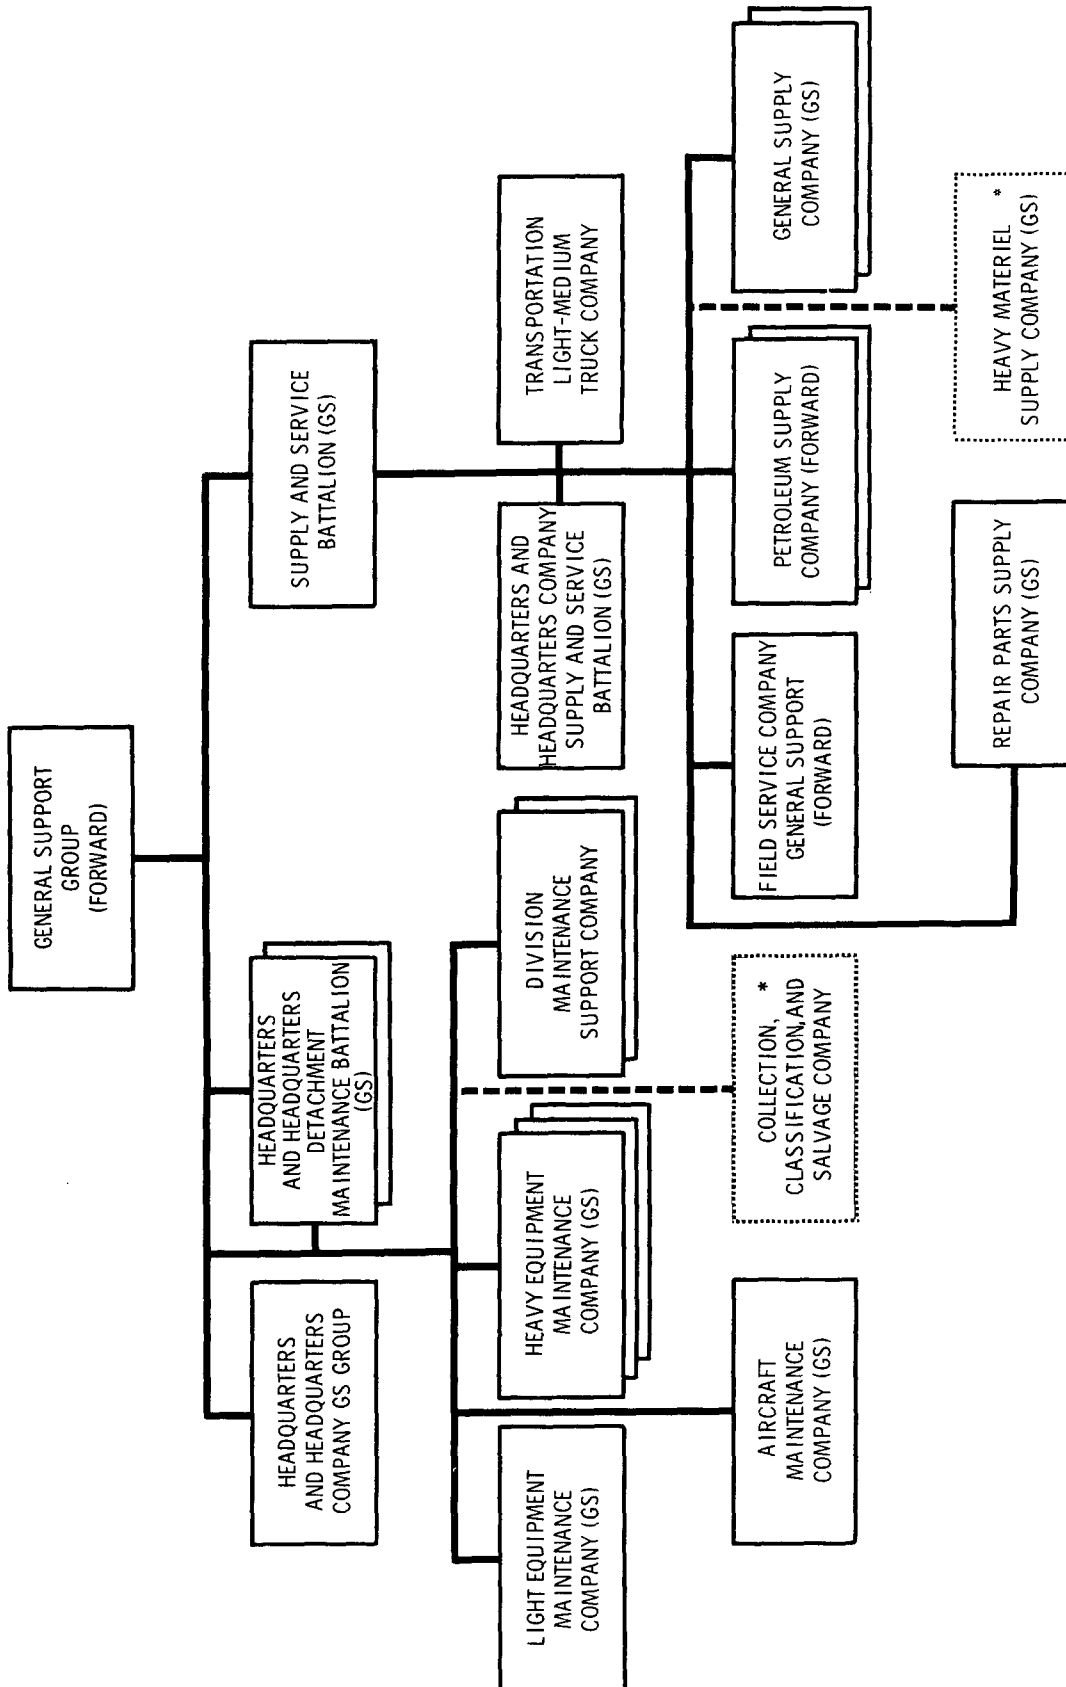 GENERAL SUPPORT
GROUP
(FORWARD)
HEADQUARTERS
AND HEADQUARTERS
COMPANY GS GROUP
HEADQUARTERS
AND HEADQUARTERS
DETACHMENT
MAINTENANCE BATTALION
(GS)
SUPPLY AND SERVICE
BATTALION (GS)
LIGHT EQUIPMENT
MAINTENANCE
COMPANY (GS)
HEAVY EQUIPMENT
MAINTENANCE
COMPANY (GS)
DIVISION
MAINTENANCE
SUPPORT COMPANY
HEADQUARTERS AND
HEADQUARTERS COMPANY
SUPPLY AND SERVICE
BATTALION (GS)
TRANSPORTATION
LIGHT-MEDIUM
TRUCK COMPANY
AIRCRAFT
MAINTENANCE
COMPANY (GS)
COLLECTION, *
CLASSIFICATION, AND
SALVAGE COMPANY
FIELD SERVICE COMPANY
GENERAL SUPPORT
(FORWARD)
PETROLEUM SUPPLY
COMPANY (FORWARD)
GENERAL SUPPLY
COMPANY (GS)
REPAIR PARTS SUPPLY
COMPANY (GS)
HEAVY MATERIEL *
SUPPLY COMPANY (GS)